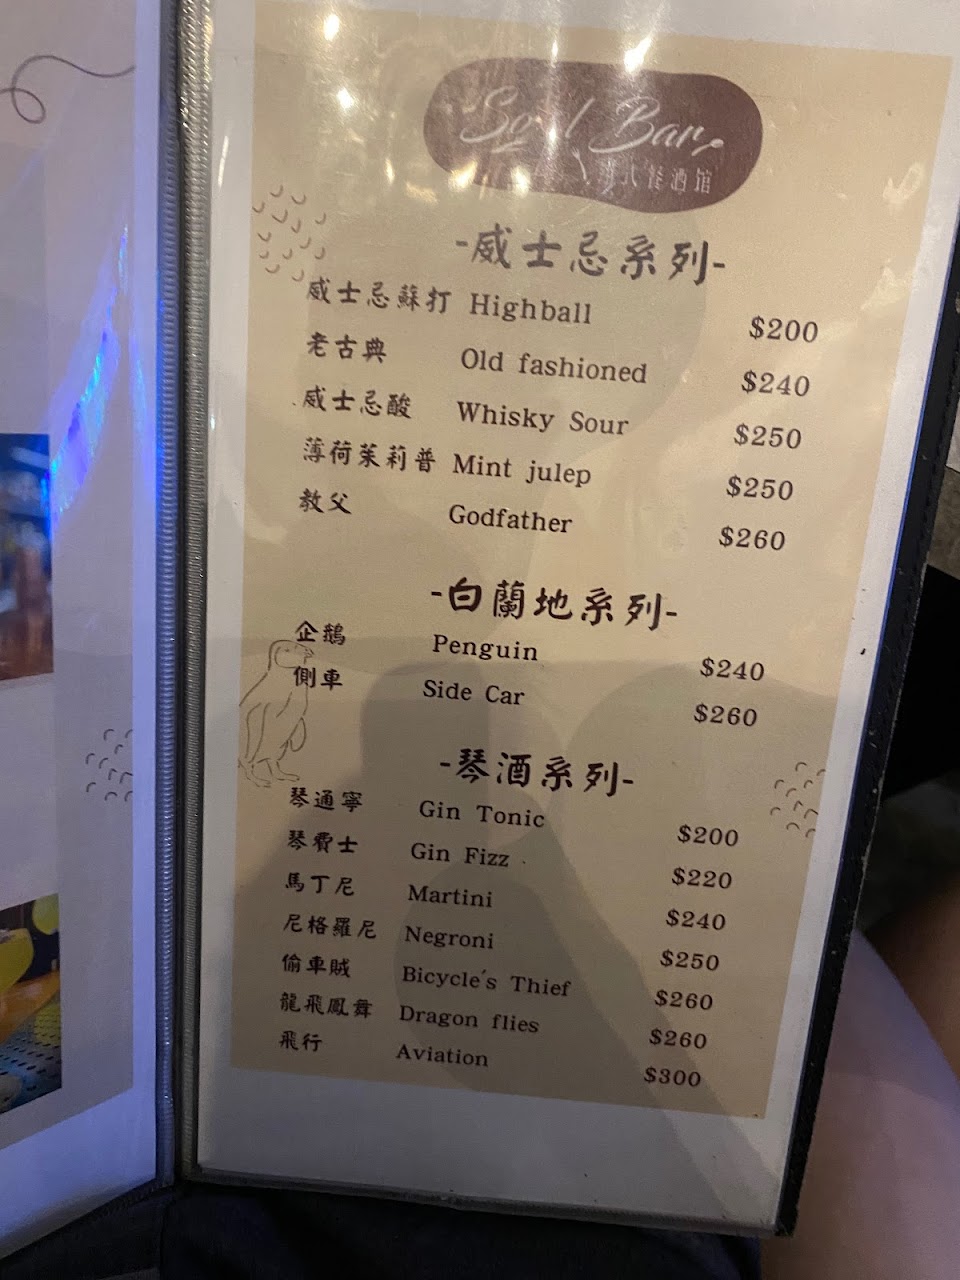 Bar
式餐酒馆
-威士忌系列-
威士忌蘇打 Highball $200
老古典 Old fashioned $240
威士忌酸 Whisky Sour $250
薄荷茱莉普 Mint julep $250
教父 Godfather $260
-白蘭地系列-
企鵝 Penguin $240
側車 Side Car $260
-琴酒系列-
琴通寧 Gin Tonic $200
琴費士 Gin Fizz $220
馬丁尼 Martini $240
尼格羅尼 Negroni $250
偷車賊 Bicycle's Thief $260
龍飛鳳舞 Dragon flies $260
飛行 Aviation $300